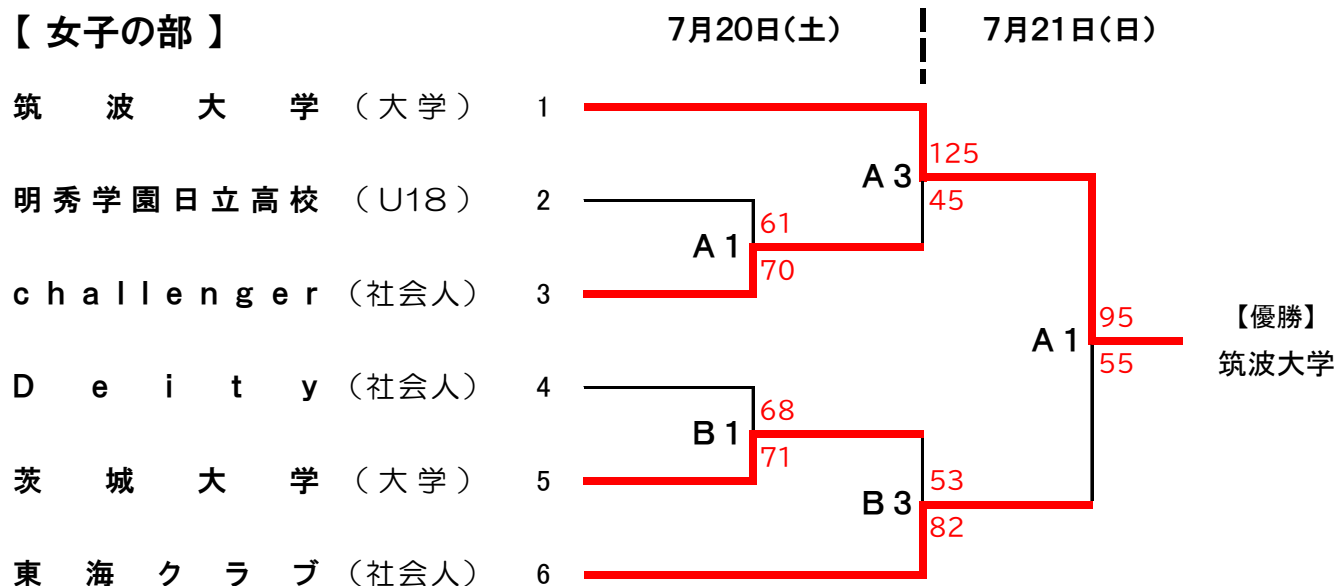 【 女子の部 】 7月20日(土) 7月21日(日)
筑波大学 （大学） 1
125
A 3
明秀学園日立高校 （U18） 2
45
61
A 1
70
challenger （社会人） 3
95 【優勝】
A 1
55 筑波大学
Deity （社会人） 4
68
B 1
71
茨城大学 （大学） 5
53
B 3
82
東海クラブ （社会人） 6